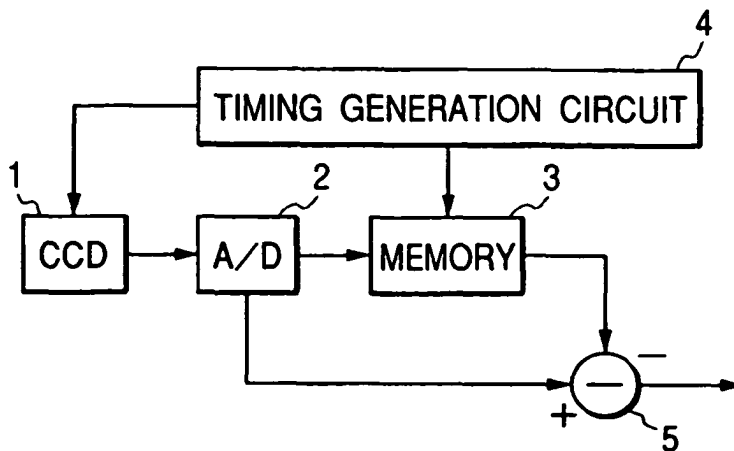 4
TIMING GENERATION CIRCUIT
1
2
3
CCD
A/D
MEMORY
−
−
+
5